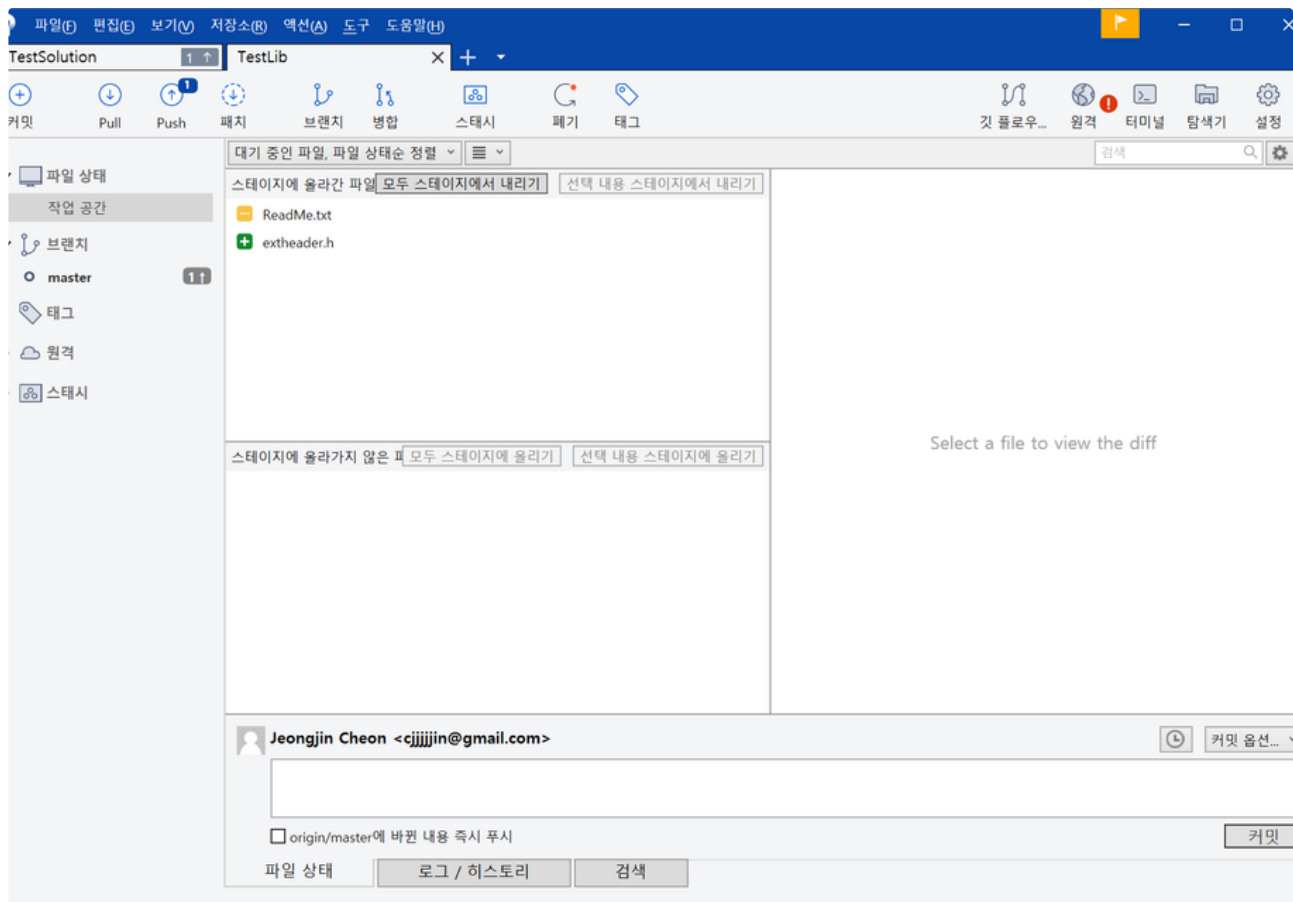 파일(F) 편집(E) 보기(V) 저장소(R) 액션(A) 도구 도움말(H)
TestSolution 1 ↑ TestLib
커밋 Pull 1 Push 패치 브랜치 병합 스태시 폐기 태그 깃 플로우... 원격 터미널 탐색기 설정
대기 중인 파일, 파일 상태순 정렬 검색
파일 상태
작업 공간
브랜치
master 1↑
태그
원격
스태시
스테이지에 올라간 파일 모두 스테이지에서 내리기 선택 내용 스테이지에서 내리기
ReadMe.txt
extheader.h
스테이지에 올라가지 않은 모두 스테이지에 올리기 선택 내용 스테이지에 올리기
Select a file to view the diff
Jeongjin Cheon <cjjjjjin@gmail.com>
커밋 옵션...
origin/master에 바뀐 내용 즉시 푸시
커밋
파일 상태 로그 / 히스토리 검색